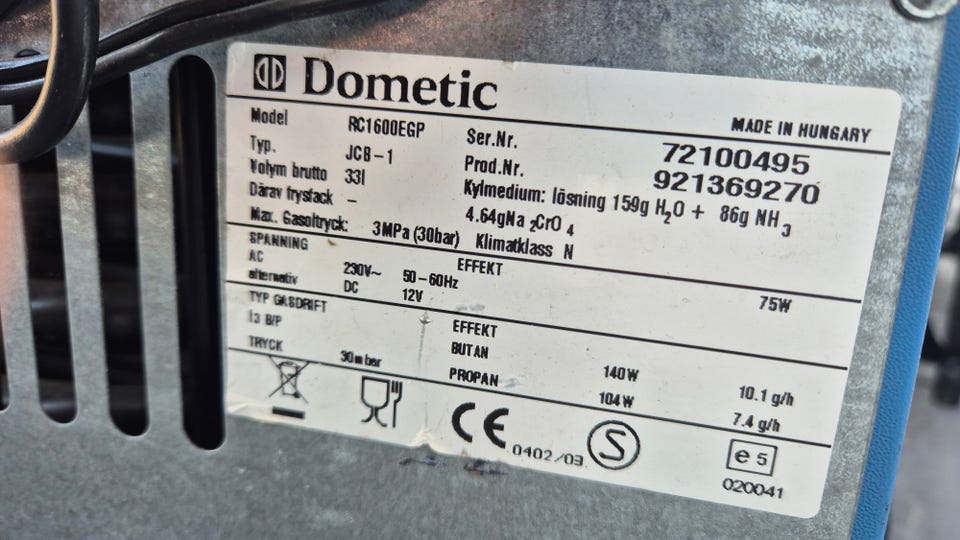 Dometic
MADE IN HUNGARY
Model RC1600EGP Ser.Nr. 72100495
Typ. JCB-1 Prod.Nr. 921369270
Volym brutto 33l Kylmedium: lösning 159g H2O + 86g NH3
Därav frysfack - 4.64gNa2CrO4
Max. Gasoltryck: 3MPa (30bar) Klimatklass N
SPANNING EFFEKT
AC 230V~ 50-60Hz 75W
alternativ DC 12V
TYP GASDRIFT EFFEKT
I3 B/P BUTAN 140W 10.1 g/h
TRYCK 30mbar PROPAN 104W 7.4 g/h
CE 0402/03 S e5
020041